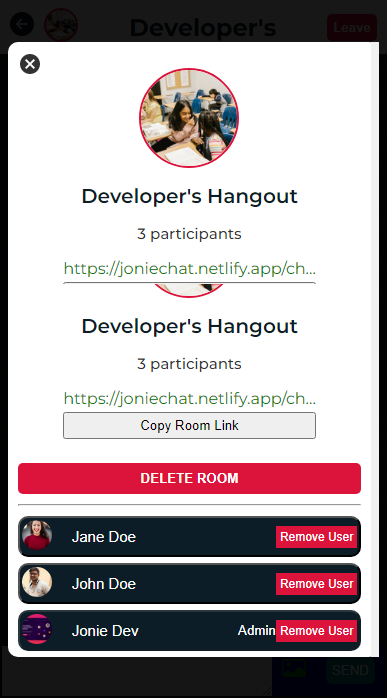 Developer's
Leave
Developer's Hangout
3 participants
https://joniechat.netlify.app/ch...
Developer's Hangout
3 participants
https://joniechat.netlify.app/ch...
Copy Room Link
DELETE ROOM
Jane Doe Remove User
John Doe Remove User
Jonie Dev Admin Remove User
SEND